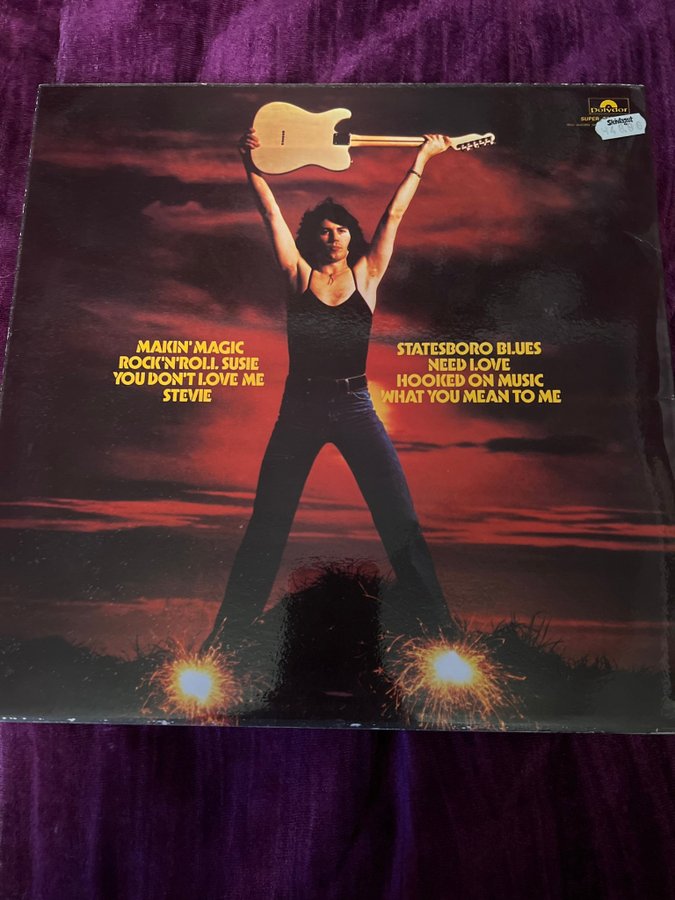 polydor
SUPER
MAKIN' MAGIC
ROCK'N'ROLL SUSIE
YOU DON'T LOVE ME
STEVIE
STATESBORO BLUES
NEED LOVE
HOOKED ON MUSIC
WHAT YOU MEAN TO ME